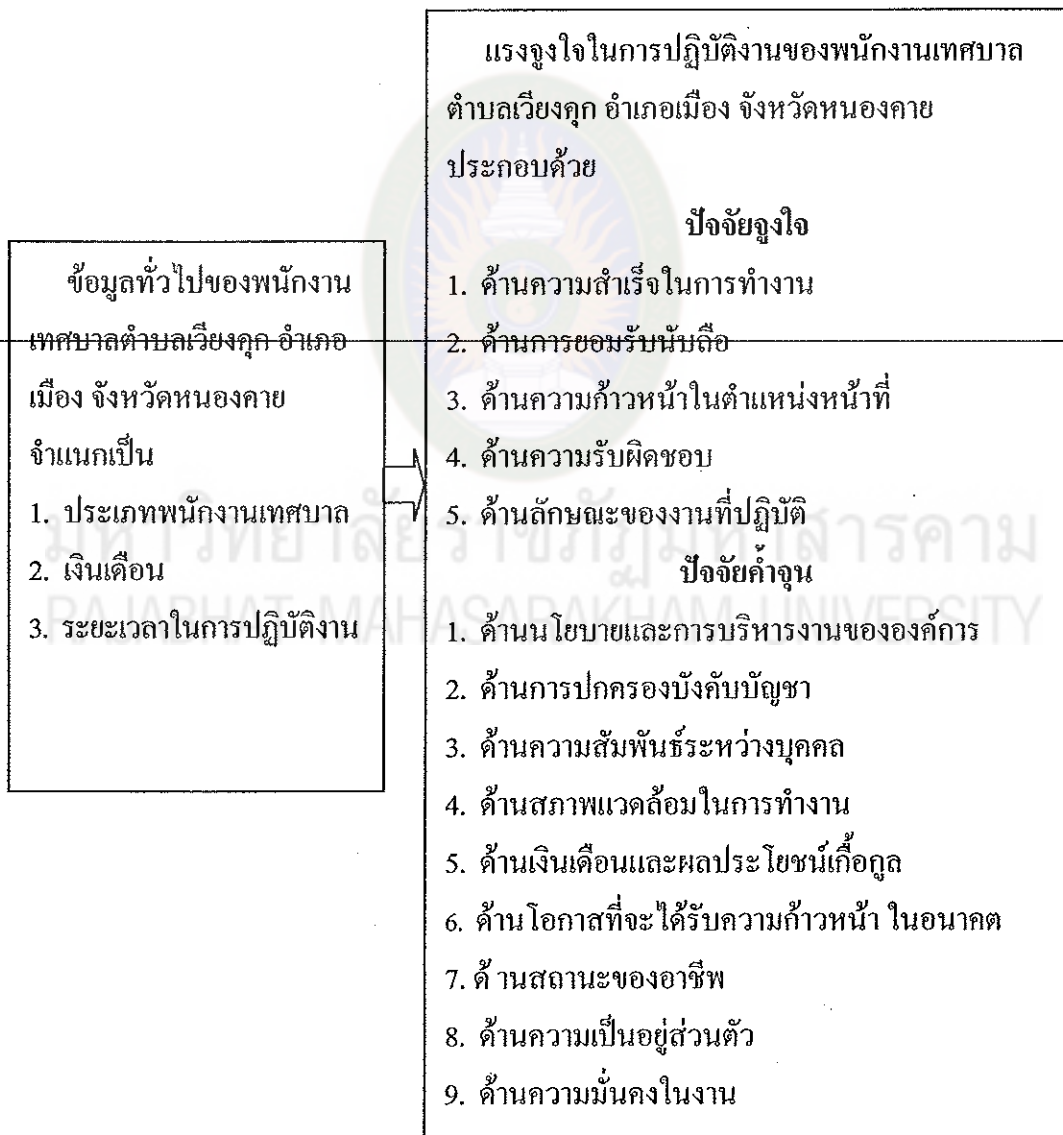 ข้อมูลทั่วไปของพนักงาน
เทศบาลตำบลเวียงคุก อำเภอ
เมือง จังหวัดหนองคาย
จำแนกเป็น
1. ประเภทพนักงานเทศบาล
2. เงินเดือน
3. ระยะเวลาในการปฏิบัติงาน
แรงจูงใจในการปฏิบัติงานของพนักงานเทศบาล
ตำบลเวียงคุก อำเภอเมือง จังหวัดหนองคาย
ประกอบด้วย
ปัจจัยจูงใจ
1. ด้านความสำเร็จในการทำงาน
2. ด้านการยอมรับนับถือ
3. ด้านความก้าวหน้าในตำแหน่งหน้าที่
4. ด้านความรับผิดชอบ
5. ด้านลักษณะของงานที่ปฏิบัติ
ปัจจัยค้ำจุน
1. ด้านนโยบายและการบริหารงานขององค์การ
2. ด้านการปกครองบังคับบัญชา
3. ด้านความสัมพันธ์ระหว่างบุคคล
4. ด้านสภาพแวดล้อมในการทำงาน
5. ด้านเงินเดือนและผลประโยชน์เกื้อกูล
6. ด้านโอกาสที่จะได้รับความก้าวหน้า ในอนาคต
7. ด้ านสถานะของอาชีพ
8. ด้านความเป็นอยู่ส่วนตัว
9. ด้านความมั่นคงในงาน
มหาวิทยาลัยราชภัฏมหาสารคาม
RAJABHAT MAHASARAKHAM UNIVERSITY